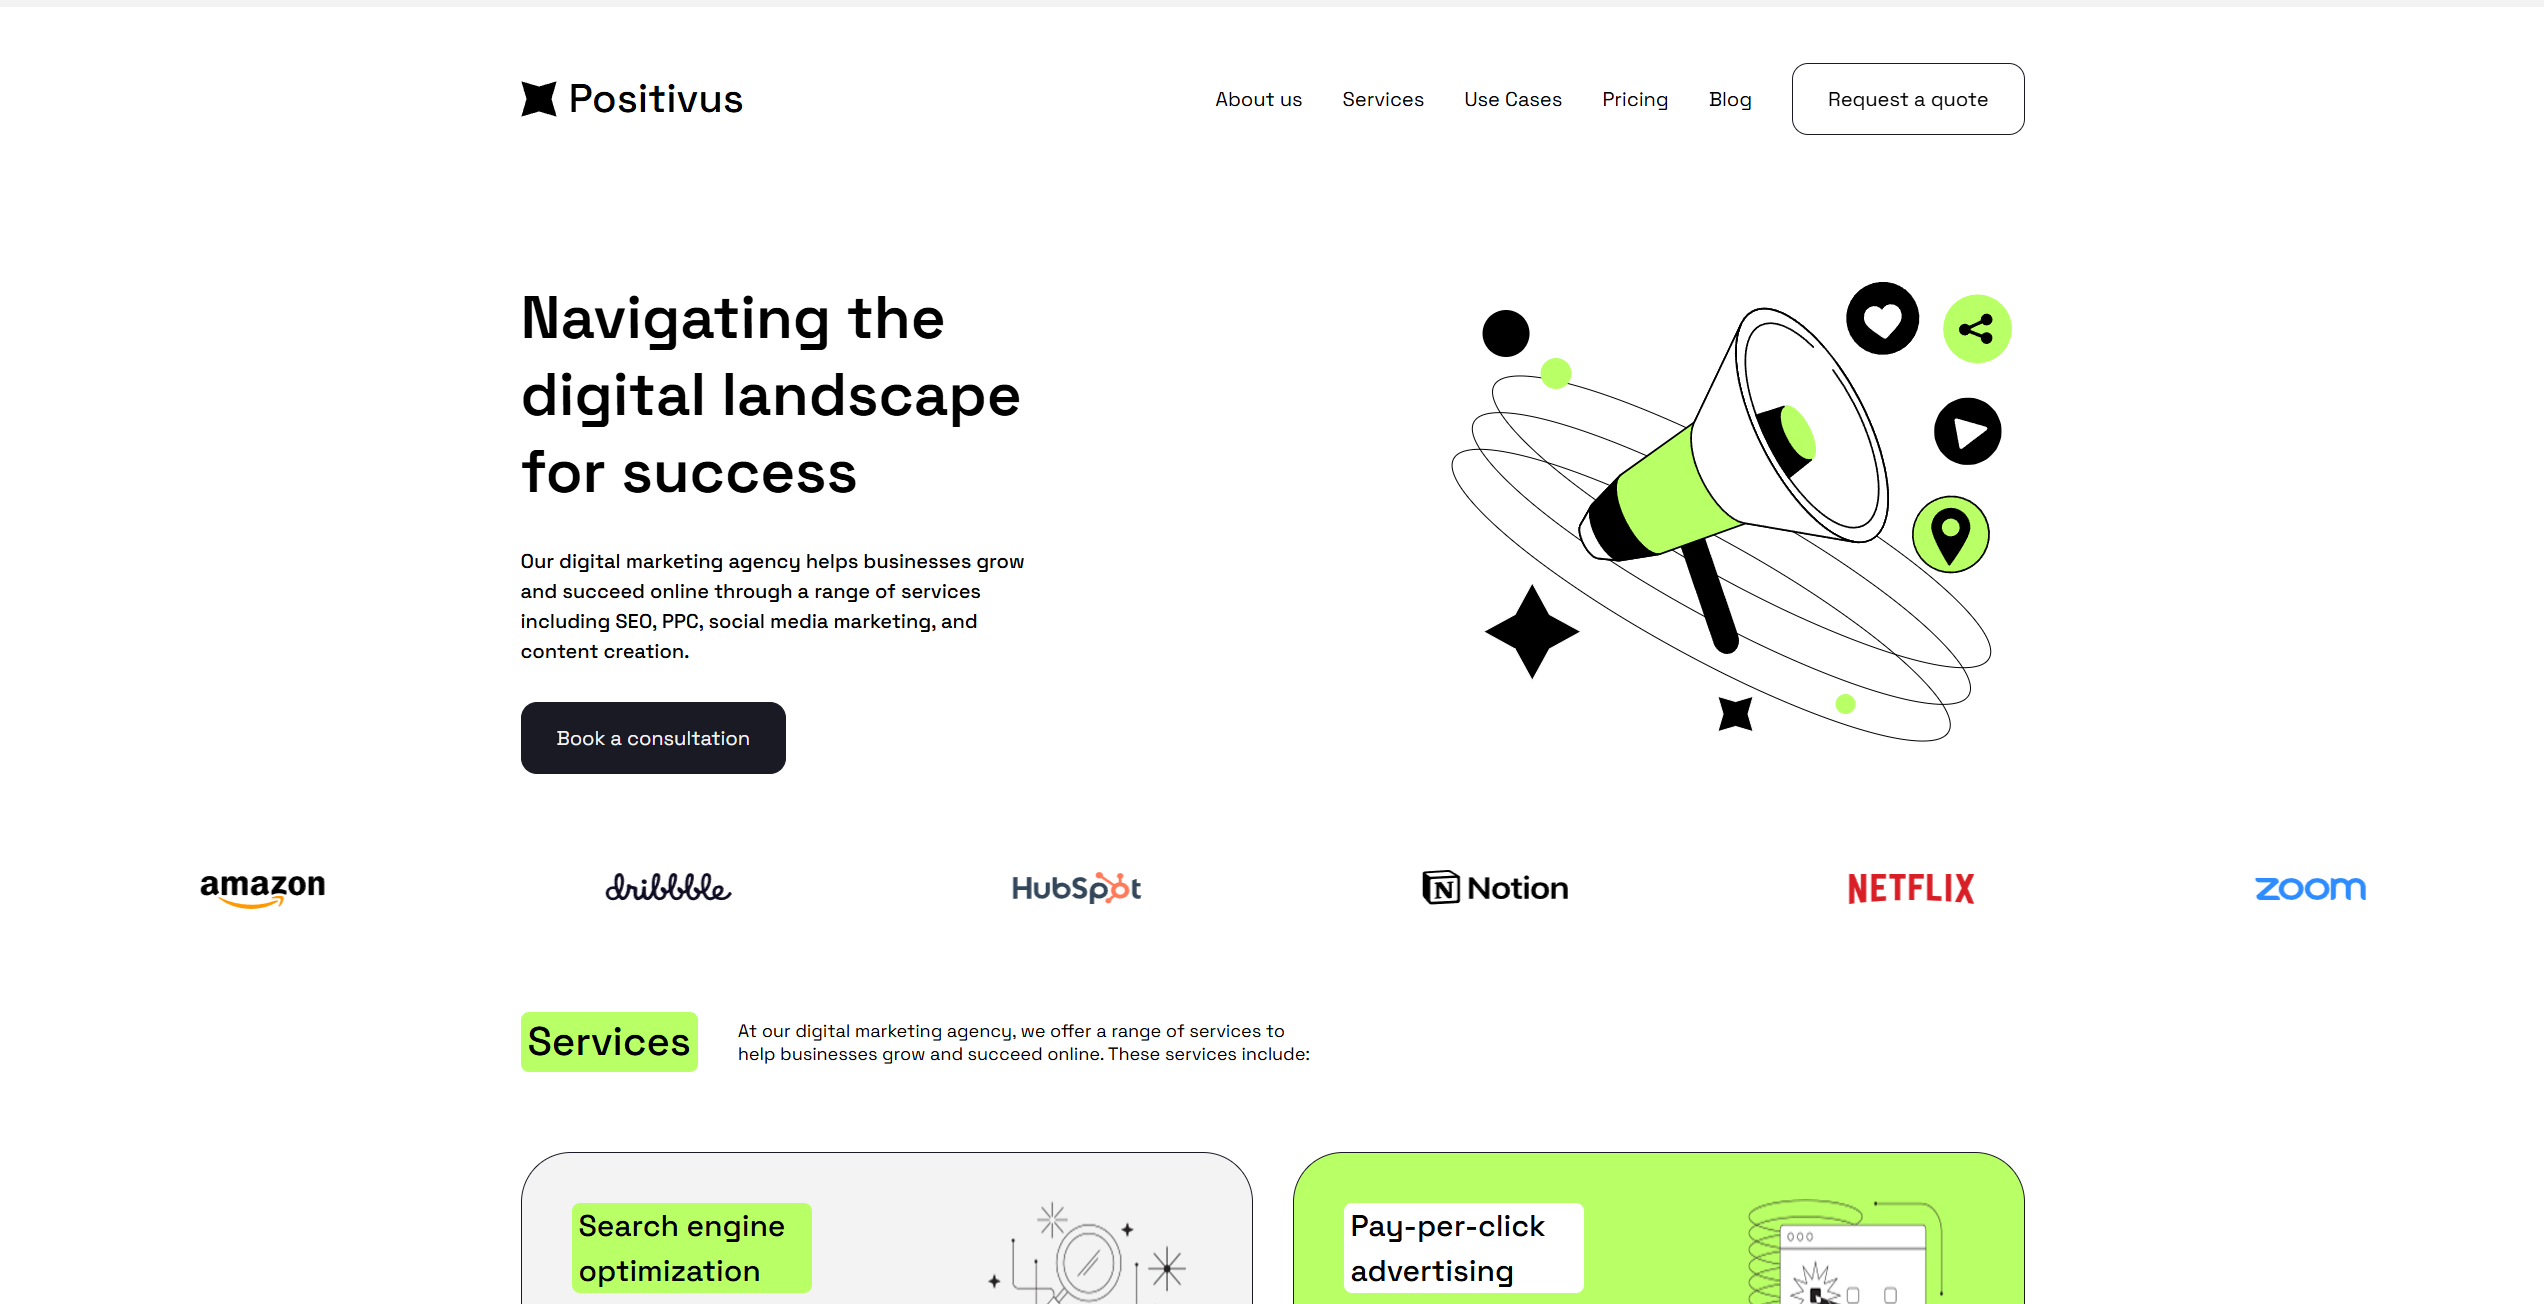 Positivus
About us Services Use Cases Pricing Blog Request a quote
Navigating the
digital landscape
for success
Our digital marketing agency helps businesses grow
and succeed online through a range of services
including SEO, PPC, social media marketing, and
content creation.
Book a consultation
amazon dribbble HubSpot Notion NETFLIX zoom
Services
At our digital marketing agency, we offer a range of services to
help businesses grow and succeed online. These services include:
Search engine
optimization
Pay-per-click
advertising